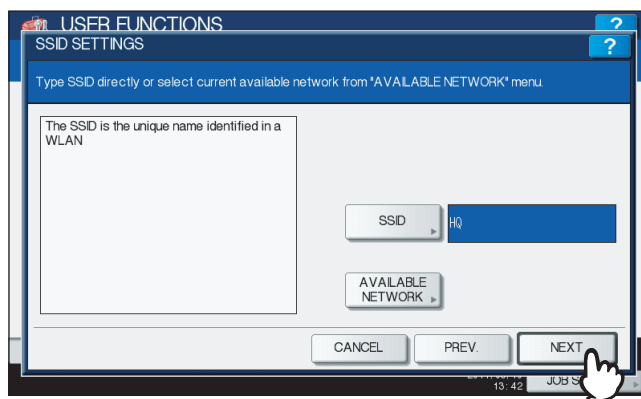 USER FUNCTIONS
?
SSID SETTINGS
?
Type SSID directly or select current available network from "AVAILABLE NETWORK" menu.
The SSID is the unique name identified in a
WLAN
SSID
HQ
AVAILABLE
NETWORK
CANCEL
PREV.
NEXT
13:42
JOB S